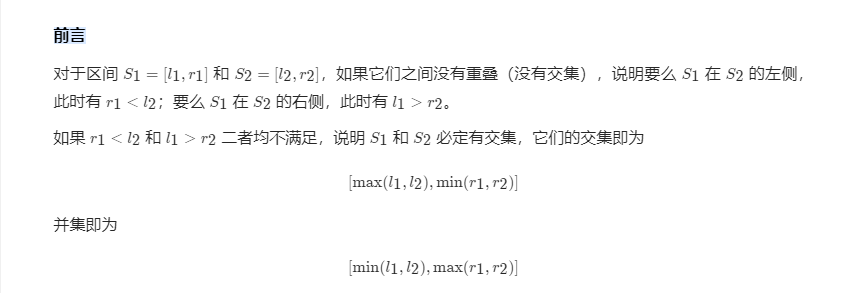 前言
对于区间 S1 = [l1, r1] 和 S2 = [l2, r2]，如果它们之间没有重叠（没有交集），说明要么 S1 在 S2 的左侧，
此时有 r1 < l2；要么 S1 在 S2 的右侧，此时有 l1 > r2。
如果 r1 < l2 和 l1 > r2 二者均不满足，说明 S1 和 S2 必定有交集，它们的交集即为
[max(l1, l2), min(r1, r2)]
并集即为
[min(l1, l2), max(r1, r2)]